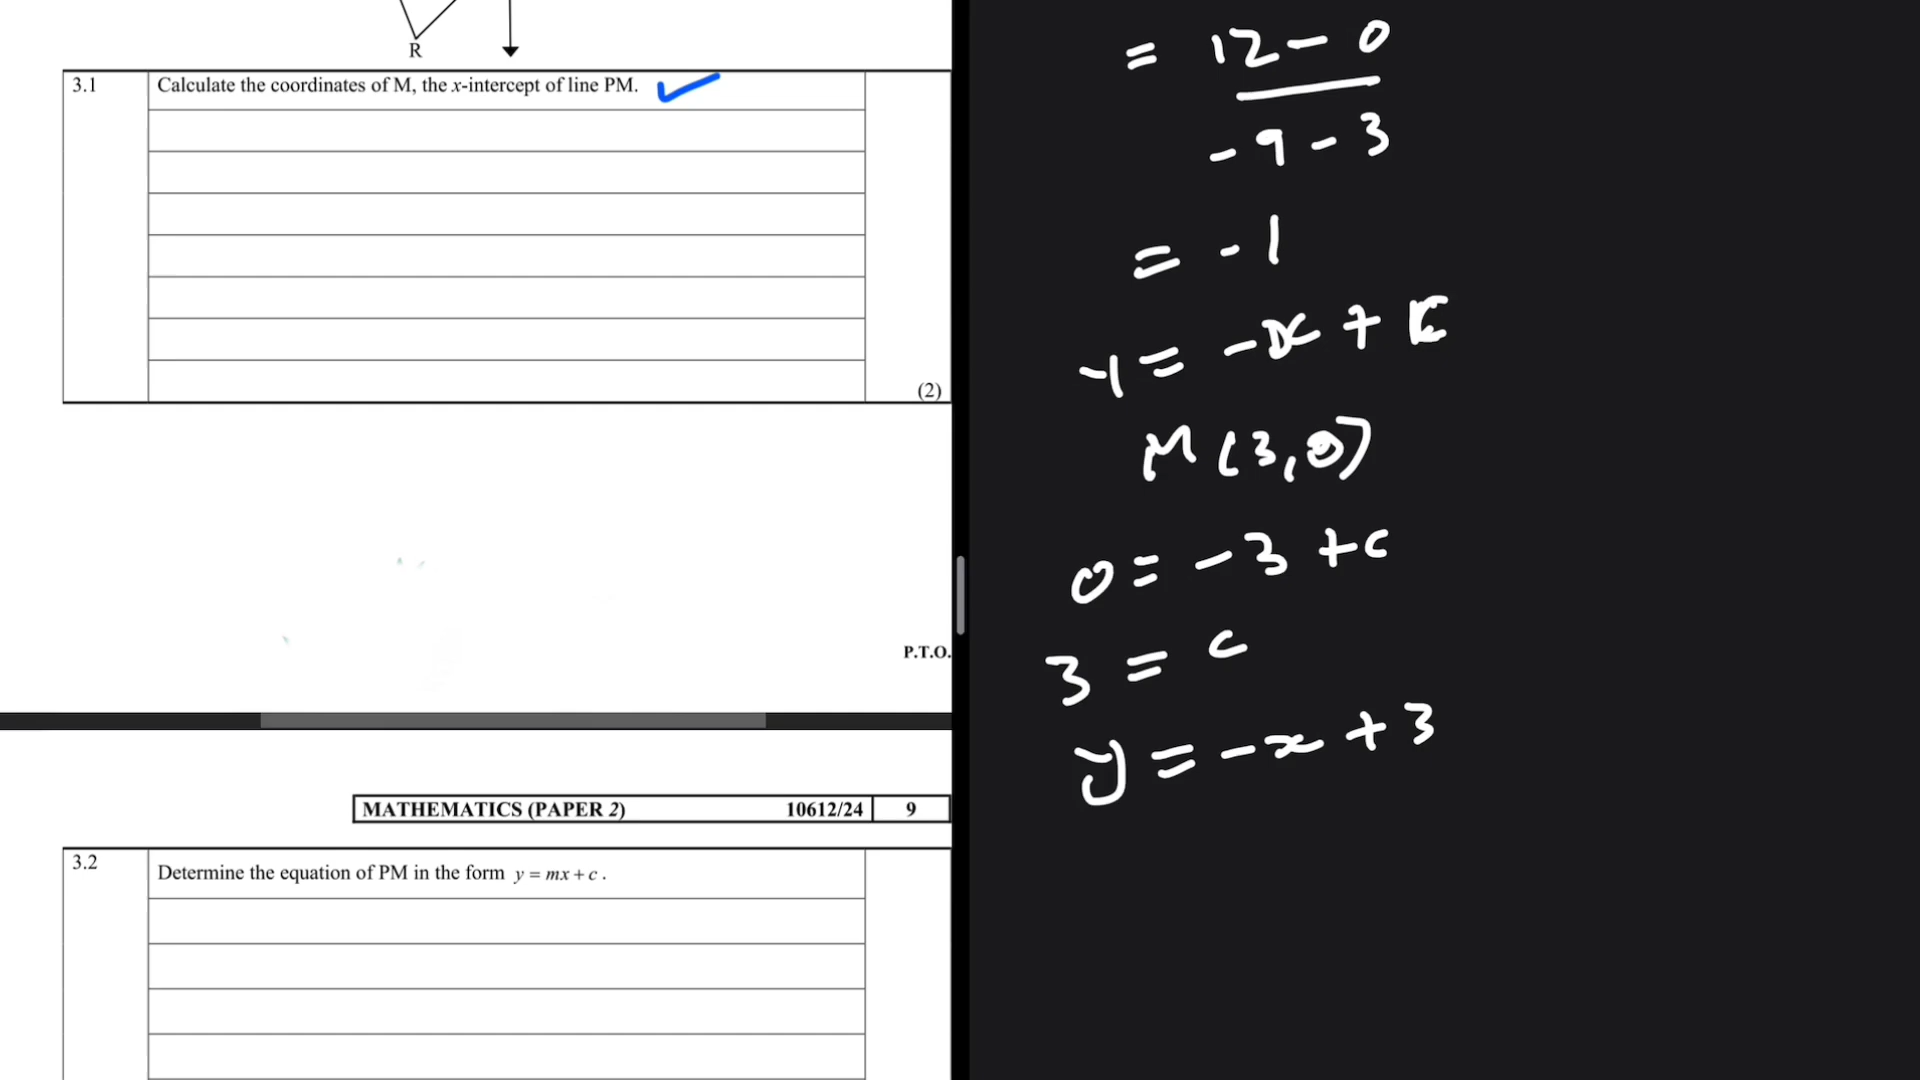 R
3.1 Calculate the coordinates of M, the x-intercept of line PM.
(2)
P.T.O.
MATHEMATICS (PAPER 2) 10612/24 9
3.2 Determine the equation of PM in the form y = mx + c .
= 12 - 0
-9 - 3
= -1
y = -x + c
M (3,0)
0 = -3 + c
3 = c
y = -x + 3